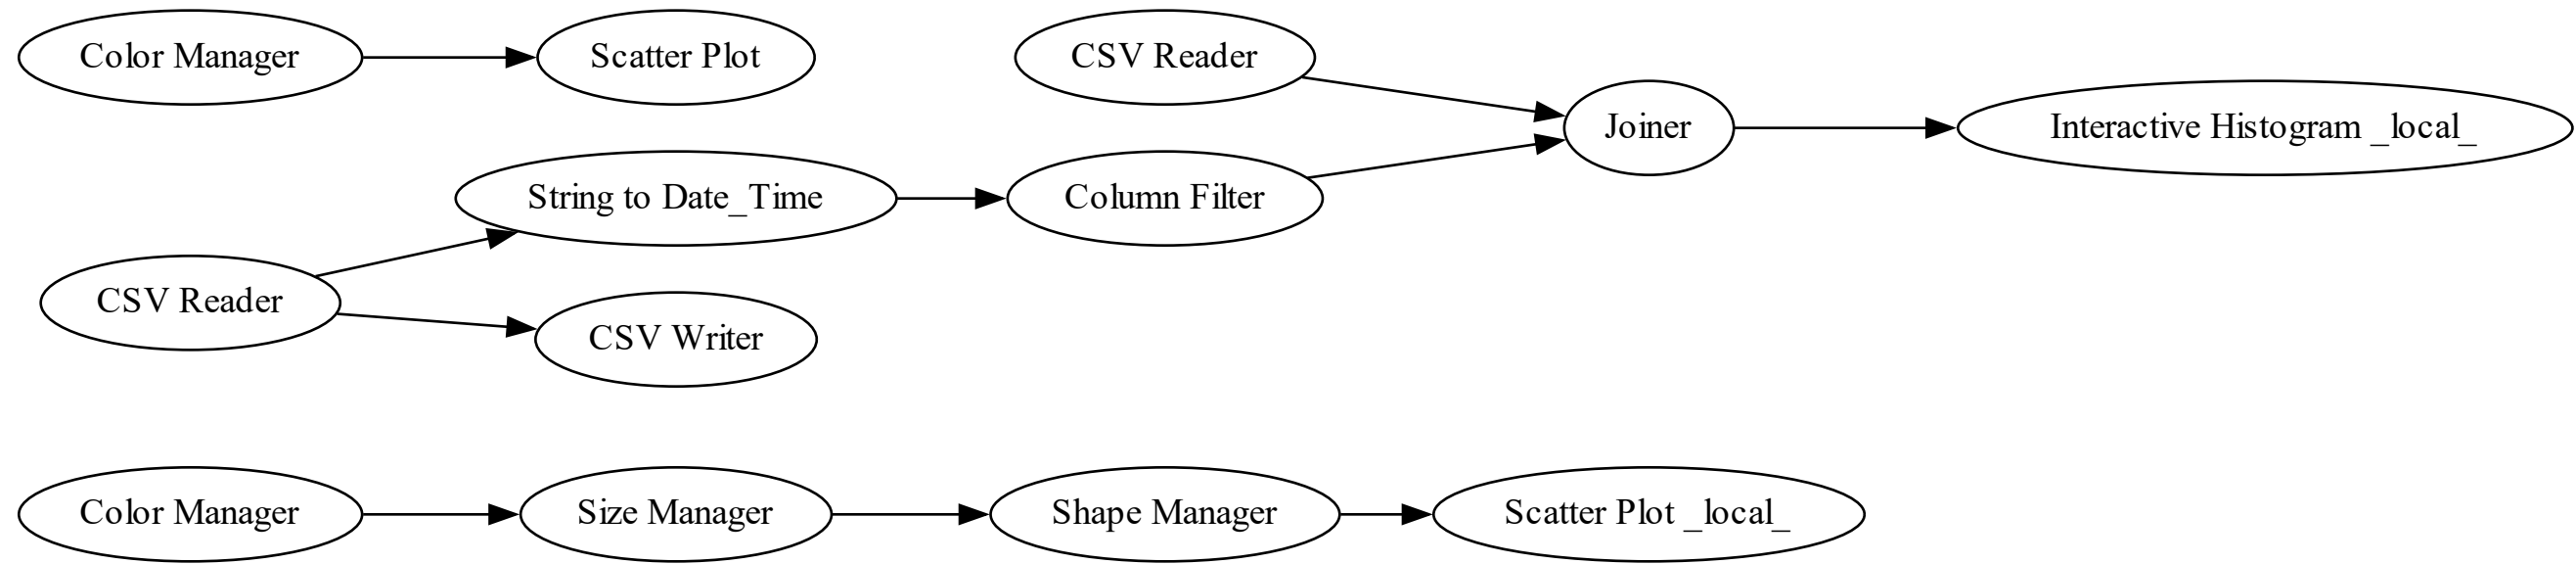 Color Manager
Scatter Plot
CSV Reader
Joiner
Interactive Histogram _local_
String to Date_Time
Column Filter
CSV Reader
CSV Writer
Color Manager
Size Manager
Shape Manager
Scatter Plot _local_